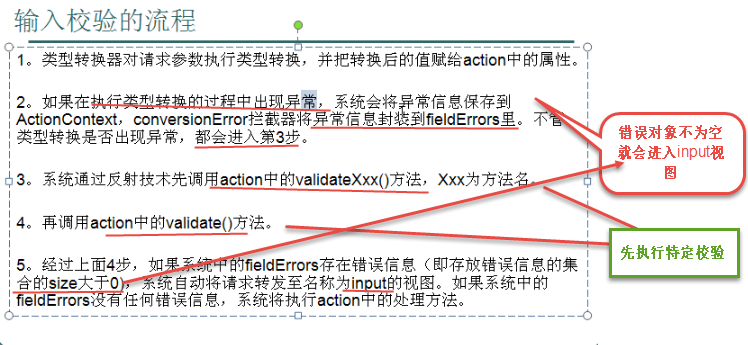 输入校验的流程
1。类型转换器对请求参数执行类型转换，并把转换后的值赋给action中的属性。
2。如果在执行类型转换的过程中出现异常，系统会将异常信息保存到
ActionContext，conversionError拦截器将异常信息封装到fieldErrors里。不管
类型转换是否出现异常，都会进入第3步。
错误对象不为空
就会进入input视
图
3。系统通过反射技术先调用action中的validateXxx()方法，Xxx为方法名。
4。再调用action中的validate()方法。
先执行特定校验
5。经过上面4步，如果系统中的fieldErrors存在错误信息（即存放错误信息的集
合的size大于0)，系统自动将请求转发至名称为input的视图。如果系统中的
fieldErrors没有任何错误信息，系统将执行action中的处理方法。